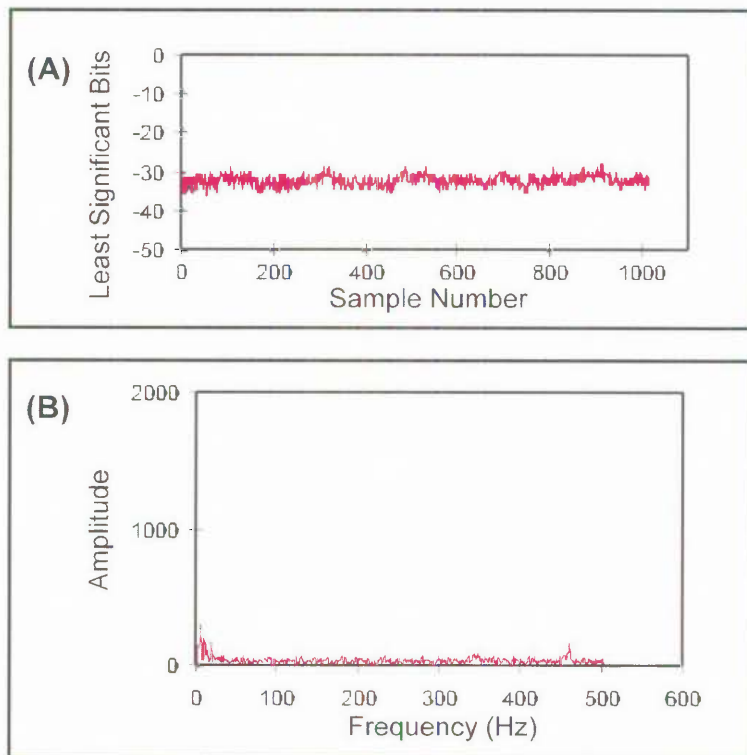 (A)
Least Significant Bits
0
-10
-20
-30
-40
-50
0 200 400 600 800 1000
Sample Number
(B)
Amplitude
2000
1000
0
0 100 200 300 400 500 600
Frequency (Hz)